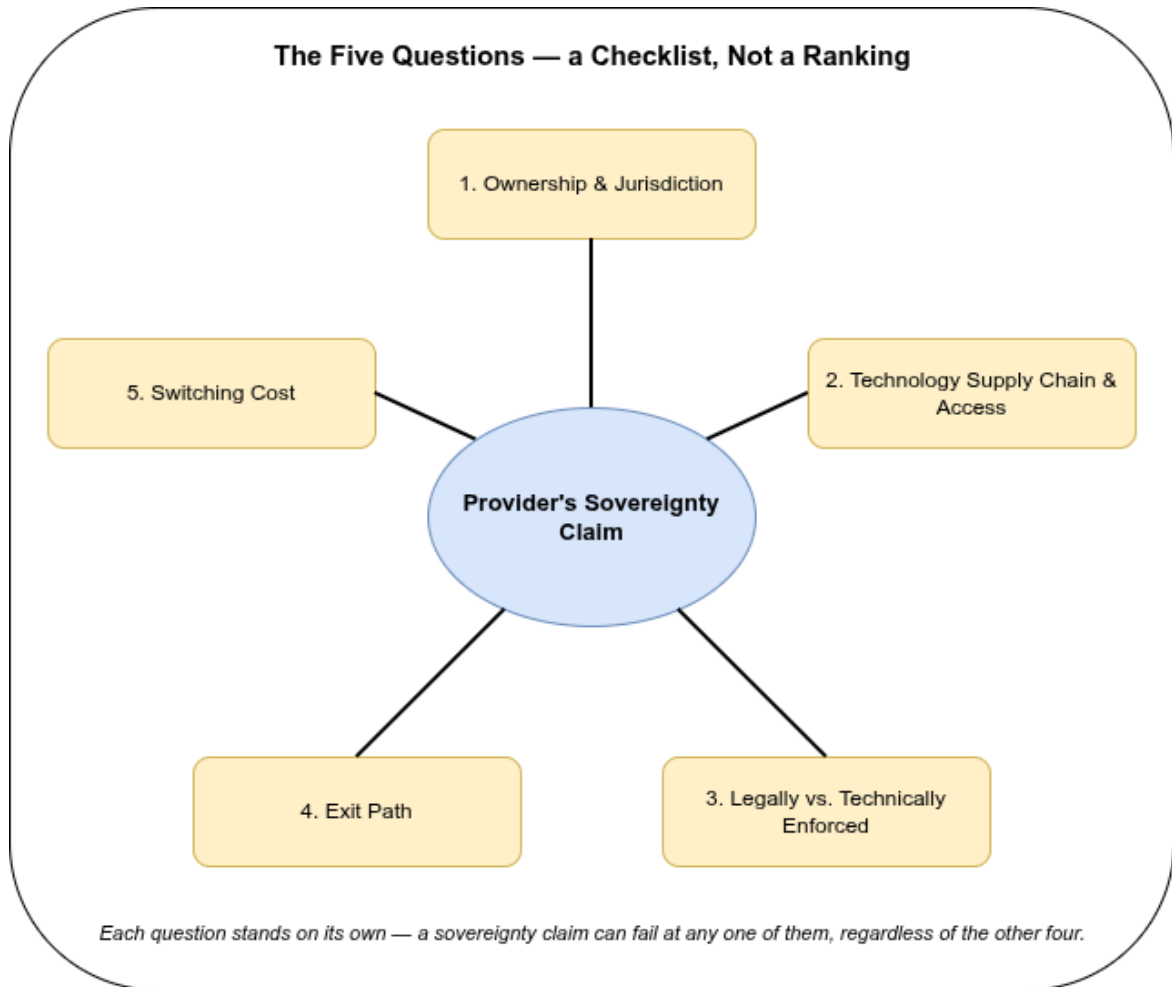 The Five Questions — a Checklist, Not a Ranking
1. Ownership & Jurisdiction
5. Switching Cost
2. Technology Supply Chain &
Access
Provider's Sovereignty
Claim
4. Exit Path
3. Legally vs. Technically
Enforced
Each question stands on its own — a sovereignty claim can fail at any one of them, regardless of the other four.